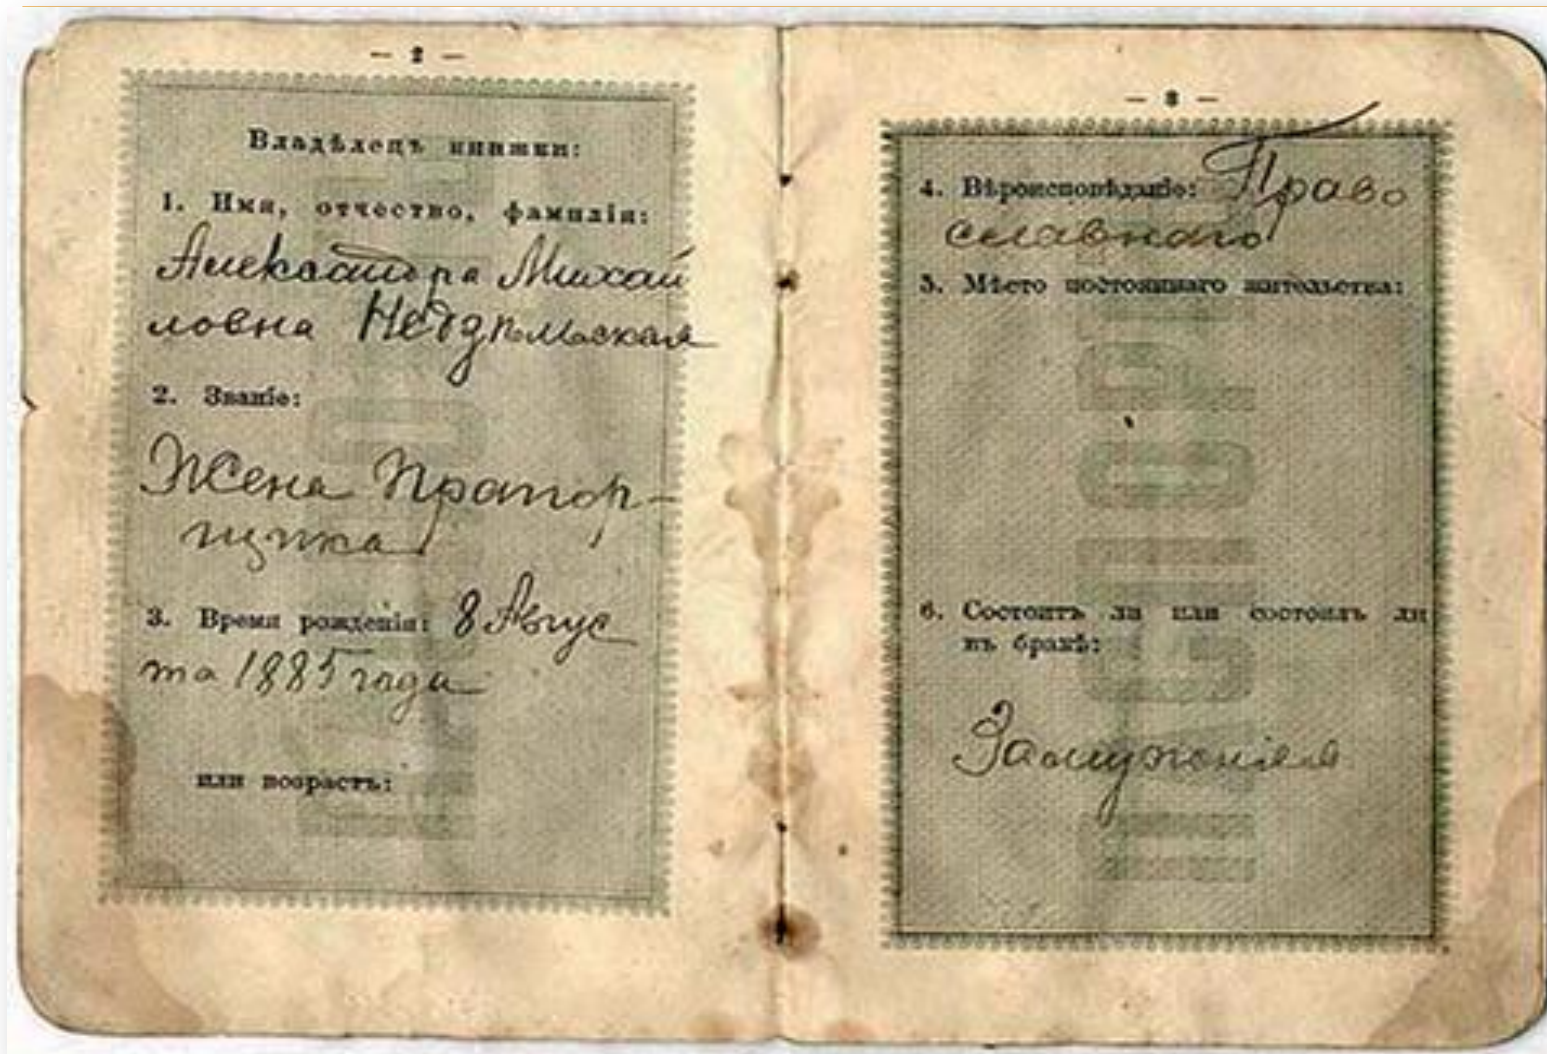 — 2 —
Владѣлецъ книжки:
1. Имя, отчество, фамилія:
Александра Михай
ловна
2. Званіе:
Жена Прапор-
щика
3. Время рожденія: 8 Авгус
та 1885 года
или возрастъ:
— 3 —
4. Вѣроисповѣданіе: Право
славнаго
5. Мѣсто постояннаго жительства:
6. Состоитъ ли или состоялъ ли
въ бракѣ:
Замужняя
ПАСПОРТ